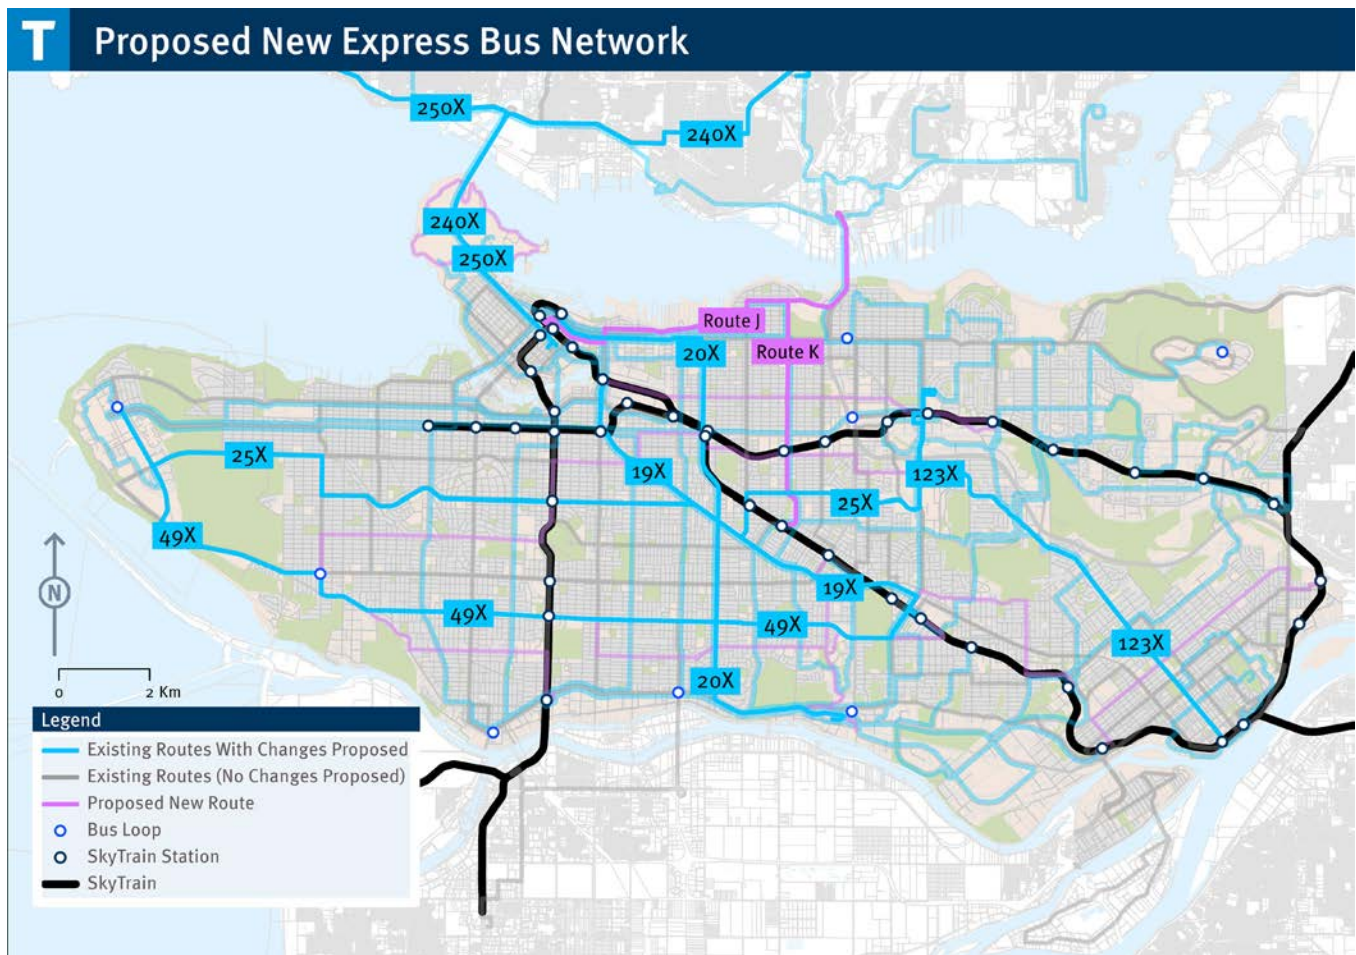 T Proposed New Express Bus Network
250X
240X
240X
250X
Route J
20X
Route K
25X
19X
123X
25X
49X
19X
49X
49X
123X
20X
N
0 2 Km
Legend
Existing Routes With Changes Proposed
Existing Routes (No Changes Proposed)
Proposed New Route
Bus Loop
SkyTrain Station
SkyTrain